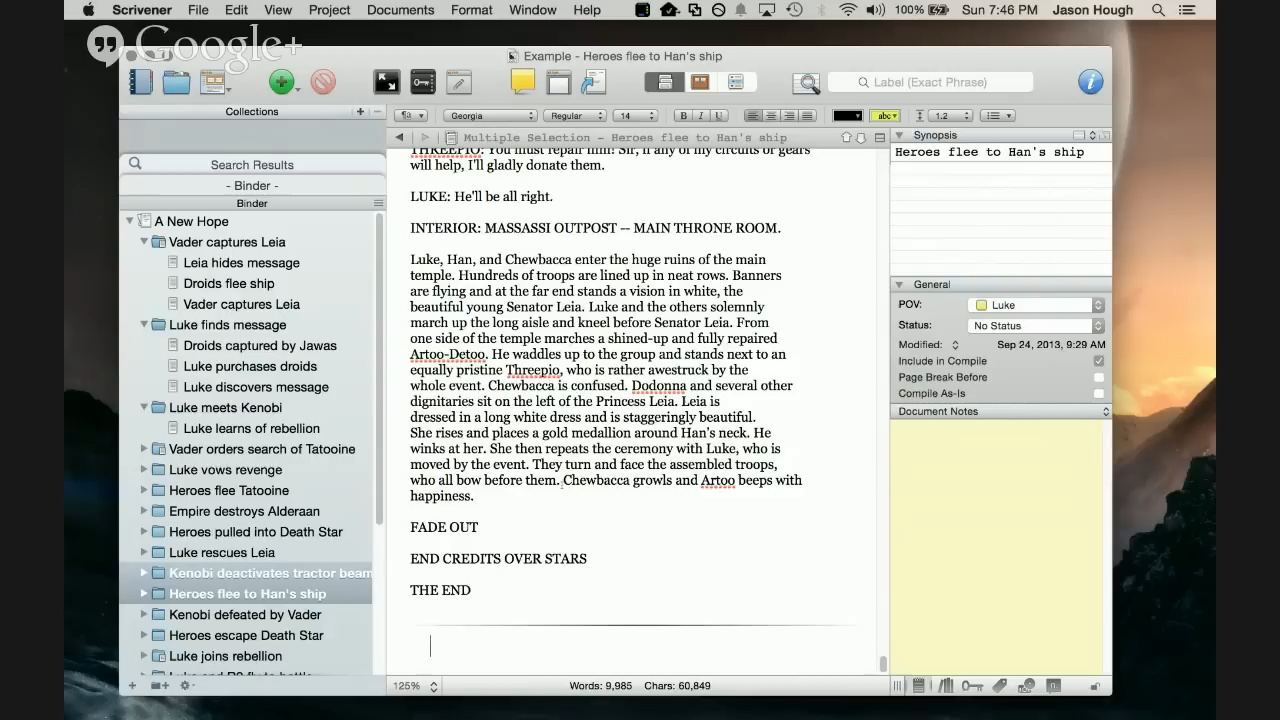 Scrivener File Edit View Project Documents Format Window Help 100% Sun 7:46 PM Jason Hough
Google+
Example - Heroes flee to Han's ship
Label (Exact Phrase)
Collections
Georgia Regular 14 B I U abc 1.2
Multiple Selection - Heroes flee to Han's ship
Synopsis
Heroes flee to Han's ship
Search Results
- Binder -
Binder
A New Hope
Vader captures Leia
Leia hides message
Droids flee ship
Vader captures Leia
Luke finds message
Droids captured by Jawas
Luke purchases droids
Luke discovers message
Luke meets Kenobi
Luke learns of rebellion
Vader orders search of Tatooine
Luke vows revenge
Heroes flee Tatooine
Empire destroys Alderaan
Heroes pulled into Death Star
Luke rescues Leia
Kenobi deactivates tractor beam
Heroes flee to Han's ship
Kenobi defeated by Vader
Heroes escape Death Star
Luke joins rebellion
THREEPIO: You must repair him! Sir, if any of my circuits or gears
will help, I'll gladly donate them.
LUKE: He'll be all right.
INTERIOR: MASSASSI OUTPOST -- MAIN THRONE ROOM.
Luke, Han, and Chewbacca enter the huge ruins of the main
temple. Hundreds of troops are lined up in neat rows. Banners
are flying and at the far end stands a vision in white, the
beautiful young Senator Leia. Luke and the others solemnly
march up the long aisle and kneel before Senator Leia. From
one side of the temple marches a shined-up and fully repaired
Artoo-Detoo. He waddles up to the group and stands next to an
equally pristine Threepio, who is rather awestruck by the
whole event. Chewbacca is confused. Dodonna and several other
dignitaries sit on the left of the Princess Leia. Leia is
dressed in a long white dress and is staggeringly beautiful.
She rises and places a gold medallion around Han's neck. He
winks at her. She then repeats the ceremony with Luke, who is
moved by the event. They turn and face the assembled troops,
who all bow before them. Chewbacca growls and Artoo beeps with
happiness.
FADE OUT
END CREDITS OVER STARS
THE END
General
POV: Luke
Status: No Status
Modified: Sep 24, 2013, 9:29 AM
Include in Compile
Page Break Before
Compile As-Is
Document Notes
125% Words: 9,985 Chars: 60,849